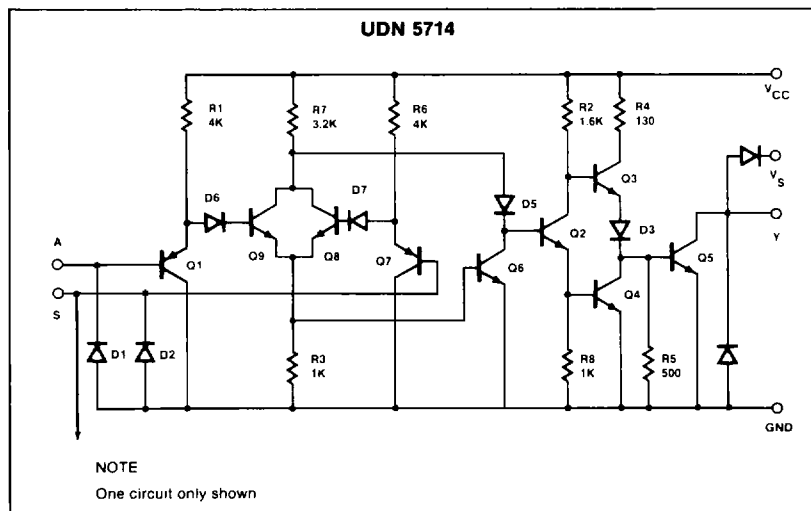 UDN 5714
VCC
R1
4K
R7
3.2K
R6
4K
R2
1.6K
R4
130
VS
Q3
D6
D7
D5
D3
Y
A
Q1
Q9
Q8
Q7
Q6
Q2
Q4
Q5
S
D1
D2
R3
1K
R8
1K
R5
500
GND
NOTE
One circuit only shown